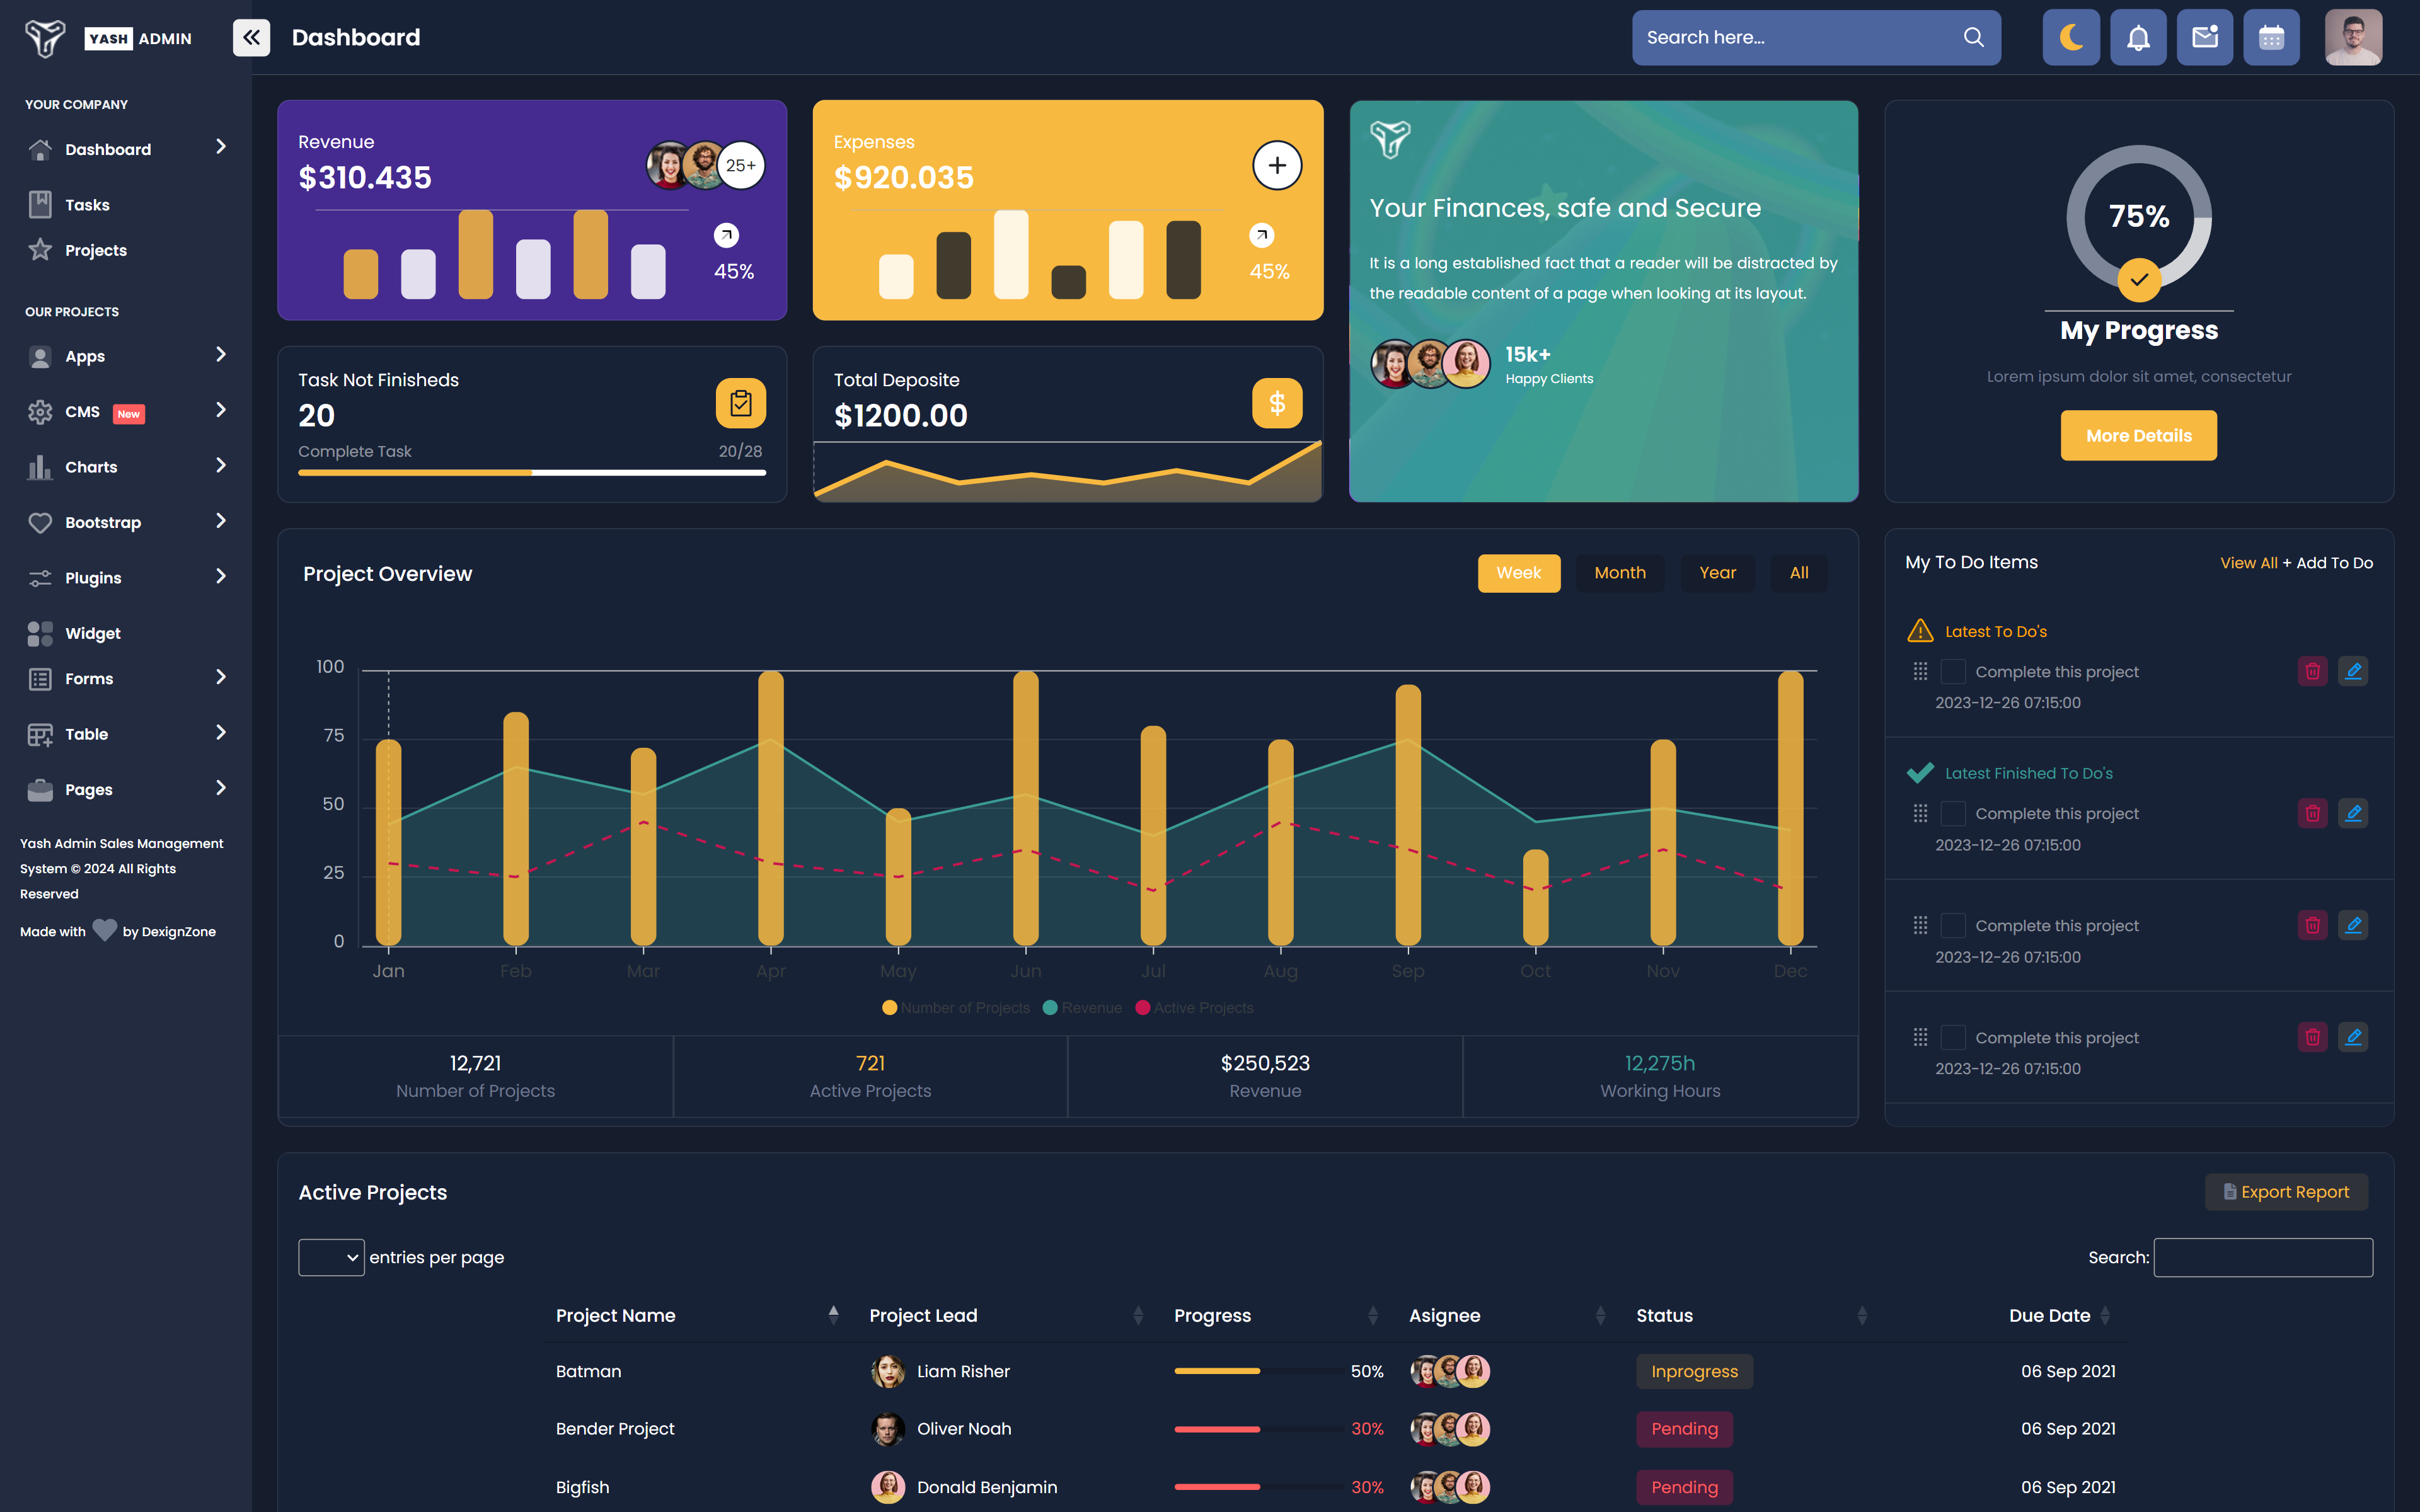 YASH ADMIN
Dashboard
Search here...
YOUR COMPANY
Dashboard
Tasks
Projects
OUR PROJECTS
Apps
CMS New
Charts
Bootstrap
Plugins
Widget
Forms
Table
Pages
Yash Admin Sales Management
System © 2024 All Rights
Reserved
Made with by DexignZone
Revenue
$310.435
25+
45%
Expenses
$920.035
45%
Your Finances, safe and Secure
It is a long established fact that a reader will be distracted by
the readable content of a page when looking at its layout.
15k+
Happy Clients
75%
My Progress
Lorem ipsum dolor sit amet, consectetur
More Details
Task Not Finisheds
20
Complete Task 20/28
Total Deposite
$1200.00
$
Project Overview
Week Month Year All
100
75
50
25
0
Jan Feb Mar Apr May Jun Jul Aug Sep Oct Nov Dec
Number of Projects Revenue Active Projects
12,721
Number of Projects
721
Active Projects
$250,523
Revenue
12,275h
Working Hours
My To Do Items
View All + Add To Do
Latest To Do's
Complete this project
2023-12-26 07:15:00
Latest Finished To Do's
Complete this project
2023-12-26 07:15:00
Complete this project
2023-12-26 07:15:00
Complete this project
2023-12-26 07:15:00
Active Projects
Export Report
entries per page
Search:
Project Name Project Lead Progress Asignee Status Due Date
Batman Liam Risher 50% Inprogress 06 Sep 2021
Bender Project Oliver Noah 30% Pending 06 Sep 2021
Bigfish Donald Benjamin 30% Pending 06 Sep 2021